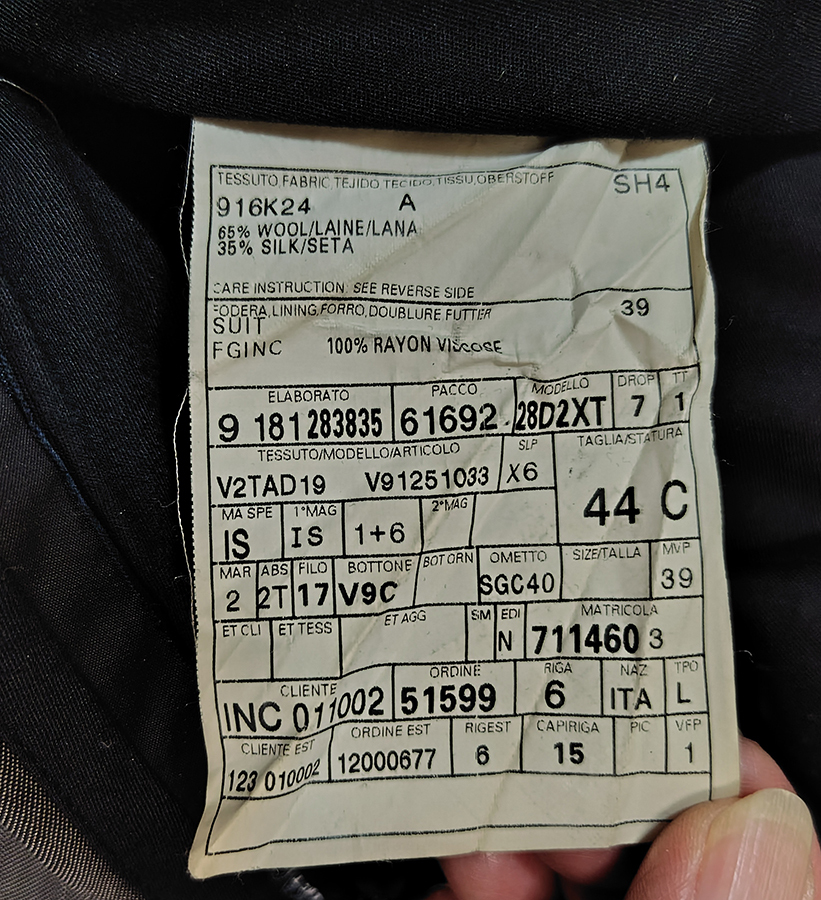 TESSUTO,FABRIC,TEJIDO TECIDO,TISSU,OBERSTOFF SH4
916K24 A
65% WOOL/LAINE/LANA
35% SILK/SETA
CARE INSTRUCTION: SEE REVERSE SIDE
FODERA,LINING,FORRO,DOUBLURE FUTTER 39
SUIT
FGINC 100% RAYON VISCOSE
ELABORATO PACCO MODELLO DROP TT
9 181283835 61692 28D2XT 7 1
TESSUTO/MODELLO/ARTICOLO SLP TAGLIA/STATURA
V2TAD19 V91251033 X6 44 C
MA SPE 1°MAG 2°MAG
IS IS 1+6
MAR ABS FILO BOTTONE BOT ORN OMETTO SIZE/TALLA MVP
2 2T 17 V9C SGC40 39
ET CLI ET TESS ET AGG SM EDI MATRICOLA
N 711460 3
CLIENTE ORDINE RIGA NAZ TPO
INC 011002 51599 6 ITA L
CLIENTE EST ORDINE EST RIGEST CAPIRIGA PIC VFP
123 010002 12000677 6 15 1